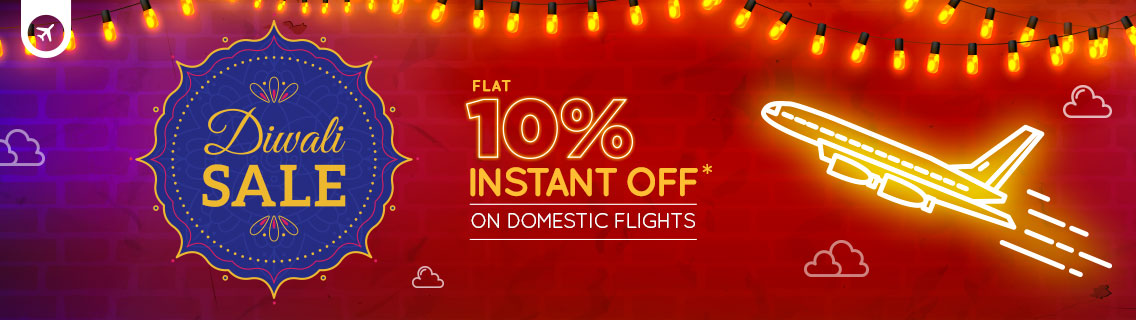 Diwali
SALE
FLAT
10%
INSTANT OFF*
ON DOMESTIC FLIGHTS